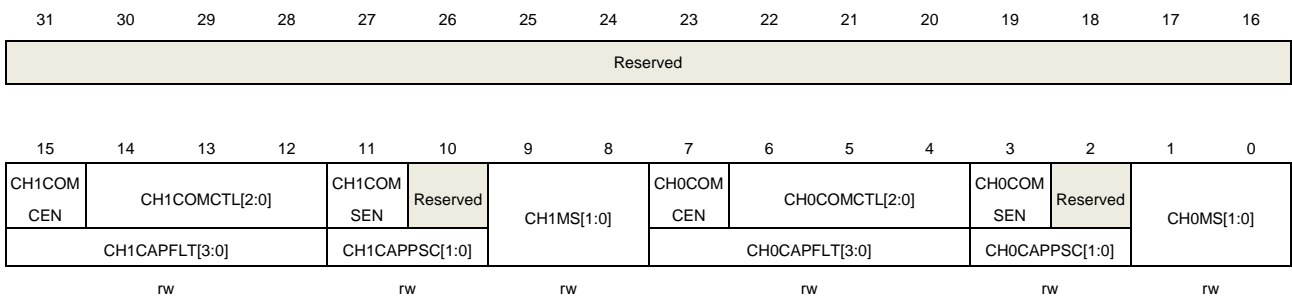 31 30 29 28 27 26 25 24 23 22 21 20 19 18 17 16
Reserved
15 14 13 12 11 10 9 8 7 6 5 4 3 2 1 0
CH1COM CH1COM CH0COM CH0COM
CH1COMCTL[2:0] Reserved CH0COMCTL[2:0] Reserved
CEN SEN CH1MS[1:0] CEN SEN CH0MS[1:0]
CH1CAPFLT[3:0] CH1CAPPSC[1:0] CH0CAPFLT[3:0] CH0CAPPSC[1:0]
rw rw rw rw rw rw